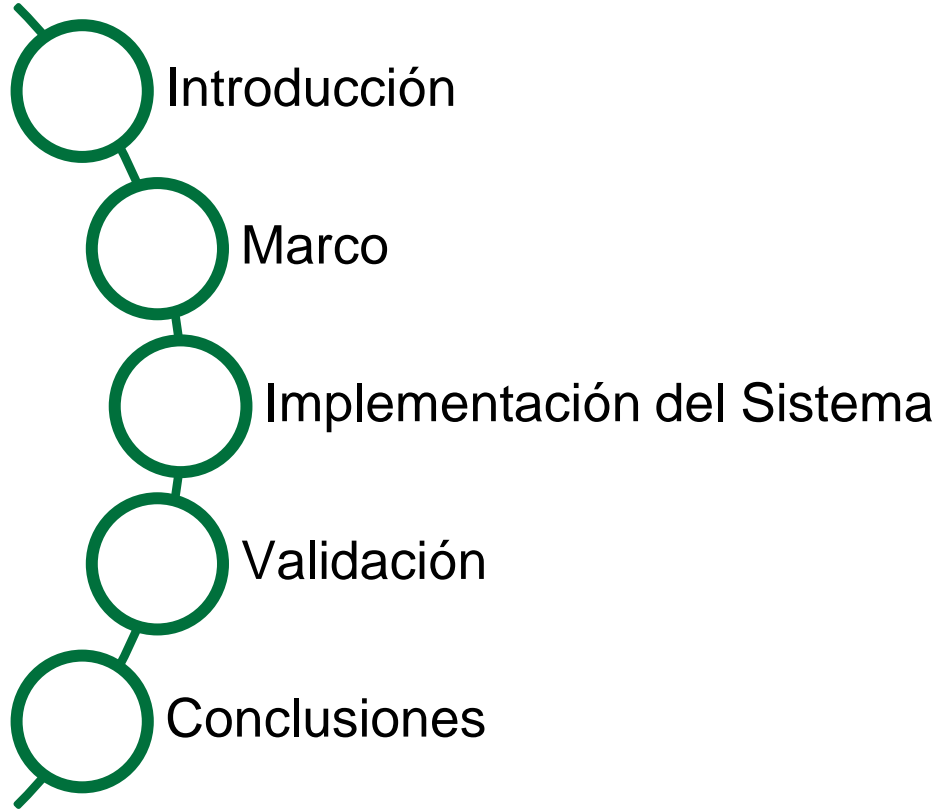 Introducción
Marco
Implementación del Sistema
Validación
Conclusiones